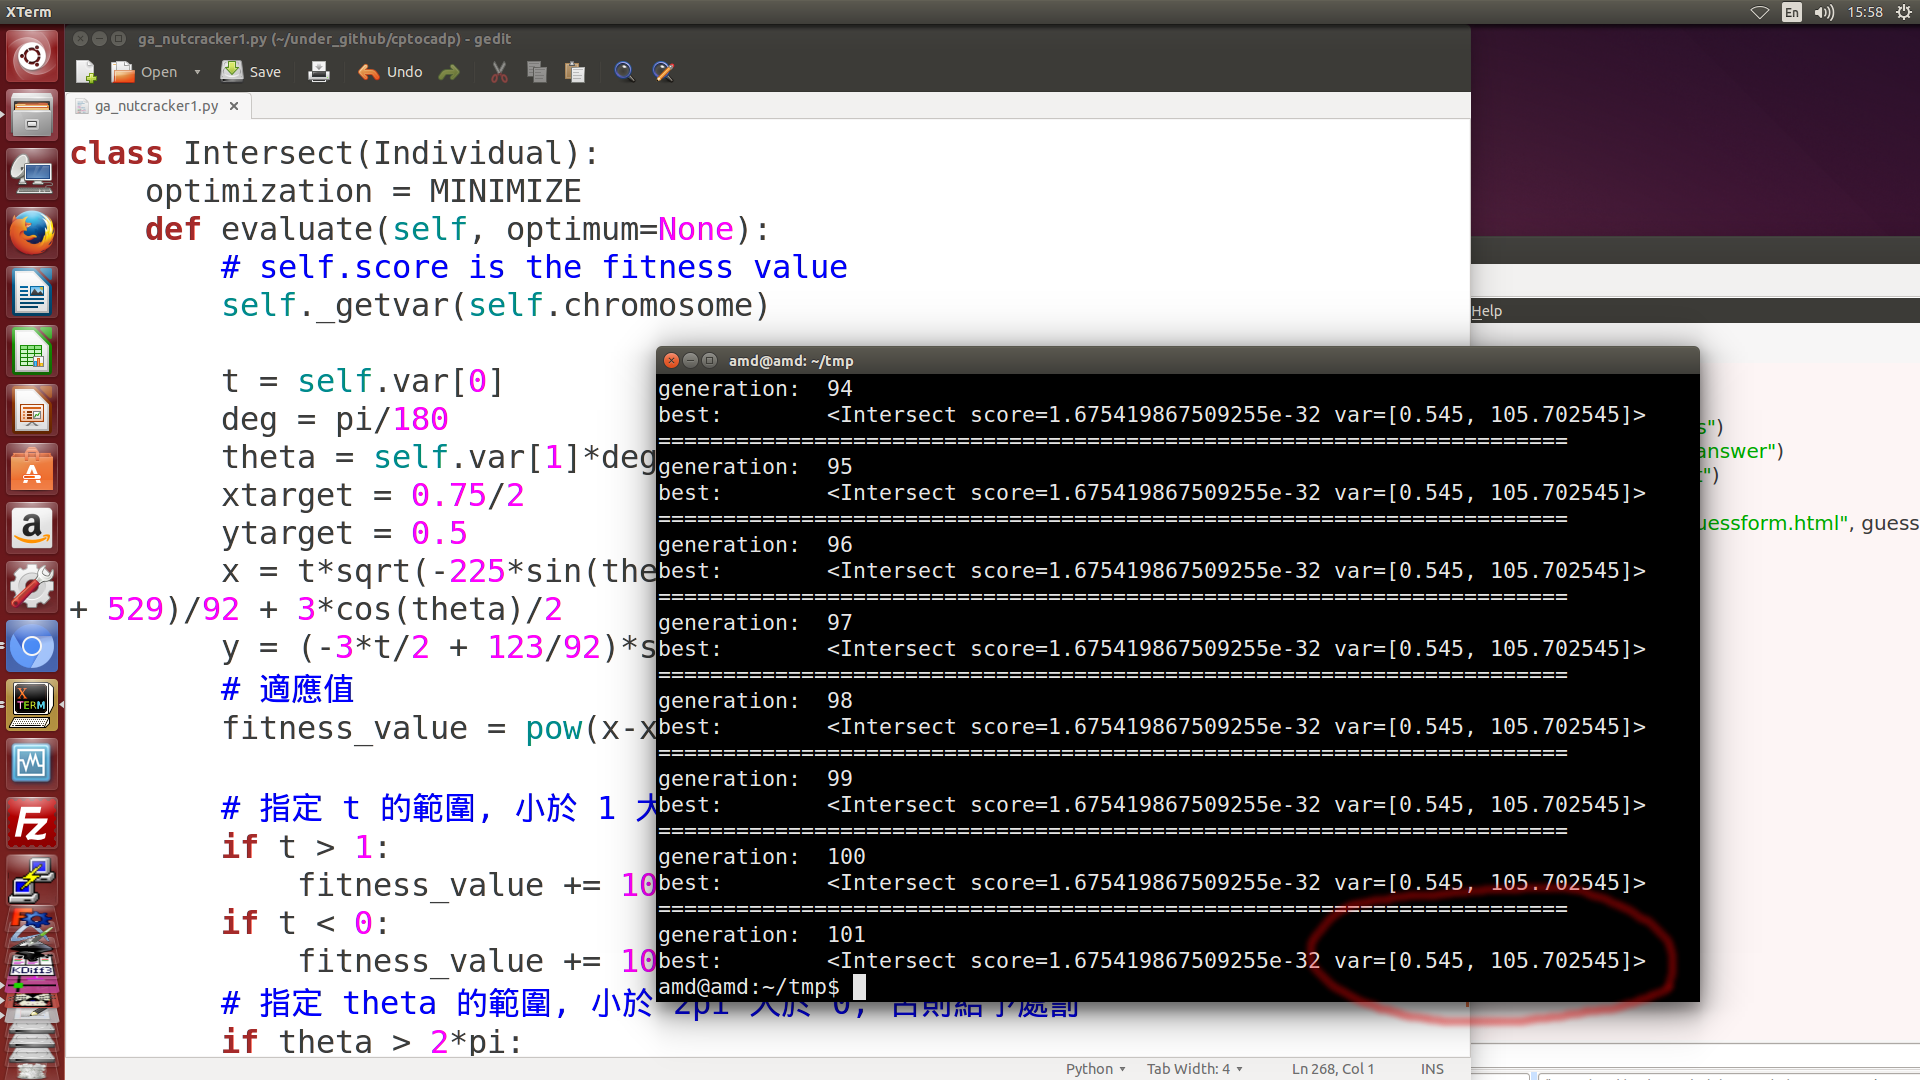 XTerm
En
15:58
ga_nutcracker1.py (~/under_github/cptocadp) - gedit
Open
Save
Undo
ga_nutcracker1.py ×
class Intersect(Individual):
optimization = MINIMIZE
def evaluate(self, optimum=None):
# self.score is the fitness value
self._getvar(self.chromosome)
t = self.var[0]
deg = pi/180
theta = self.var[1]*deg
xtarget = 0.75/2
ytarget = 0.5
x = t*sqrt(-225*sin(the
+ 529)/92 + 3*cos(theta)/2
y = (-3*t/2 + 123/92)*s
# 適應值
fitness_value = pow(x-x
# 指定 t 的範圍, 小於 1 大
if t > 1:
fitness_value += 10
if t < 0:
fitness_value += 10
# 指定 theta 的範圍, 小於 2pi 大於 0, 否則給予處罰
if theta > 2*pi:
Python
Tab Width: 4
Ln 268, Col 1
INS
amd@amd: ~/tmp
generation:  94
best:        <Intersect score=1.675419867509255e-32 var=[0.545, 105.702545]>
======================================================================
generation:  95
best:        <Intersect score=1.675419867509255e-32 var=[0.545, 105.702545]>
======================================================================
generation:  96
best:        <Intersect score=1.675419867509255e-32 var=[0.545, 105.702545]>
======================================================================
generation:  97
best:        <Intersect score=1.675419867509255e-32 var=[0.545, 105.702545]>
======================================================================
generation:  98
best:        <Intersect score=1.675419867509255e-32 var=[0.545, 105.702545]>
======================================================================
generation:  99
best:        <Intersect score=1.675419867509255e-32 var=[0.545, 105.702545]>
======================================================================
generation:  100
best:        <Intersect score=1.675419867509255e-32 var=[0.545, 105.702545]>
======================================================================
generation:  101
best:        <Intersect score=1.675419867509255e-32 var=[0.545, 105.702545]>
amd@amd:~/tmp$
Help
s")
answer")
")
uessform.html", guess
X
TERM
Fz
KDiff3